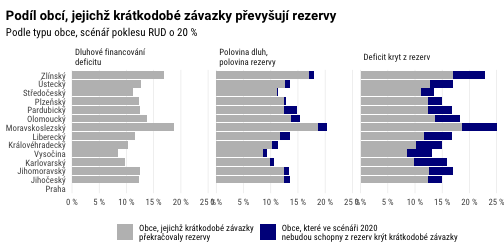 Podíl obcí, jejichž krátkodobé závazky převyšují rezervy
Podle typu obce, scénář poklesu RUD o 20 %
Dluhové financování
deficitu
Polovina dluh,
polovina rezervy
Deficit kryt z rezerv
Zlínský
Ústecký
Středočeský
Plzeňský
Pardubický
Olomoucký
Moravskoslezský
Liberecký
Královéhradecký
Vysočina
Karlovarský
Jihomoravský
Jihočeský
Praha
0 % 5 % 10 % 15 % 20 % 25 %
0 % 5 % 10 % 15 % 20 % 25 %
0 % 5 % 10 % 15 % 20 % 25 %
Obce, jejichž krátkodobé závazky
překračovaly rezervy
Obce, které ve scénáři 2020
nebudou schopny z rezerv krýt krátkodobé závazky